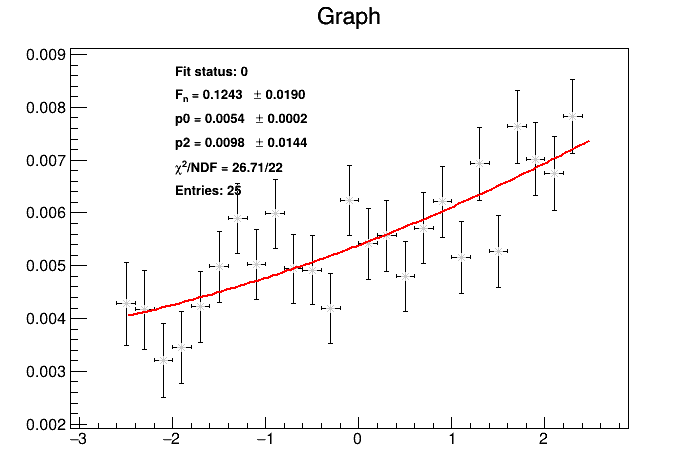 Graph
0.009
Fit status: 0
Fn = 0.1243 ± 0.0190
0.008
p0 = 0.0054 ± 0.0002
p2 = 0.0098 ± 0.0144
0.007
χ²/NDF = 26.71/22
Entries: 25
0.006
0.005
0.004
0.003
0.002
−3 −2 −1 0 1 2